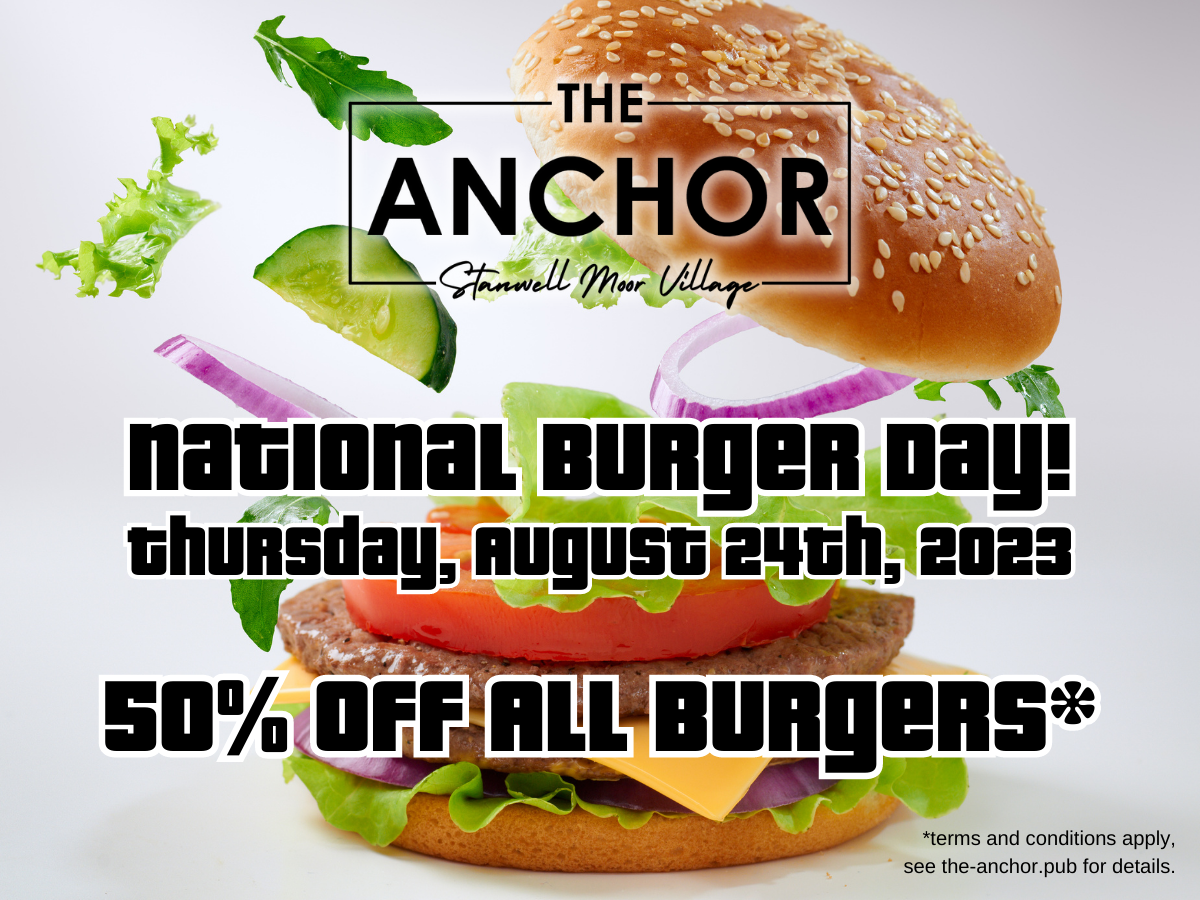 THE
ANCHOR
Stanwell Moor Village
National Burger Day!
Thursday, August 24th, 2023
50% OFF ALL BURGERS*
*terms and conditions apply,
see the-anchor.pub for details.